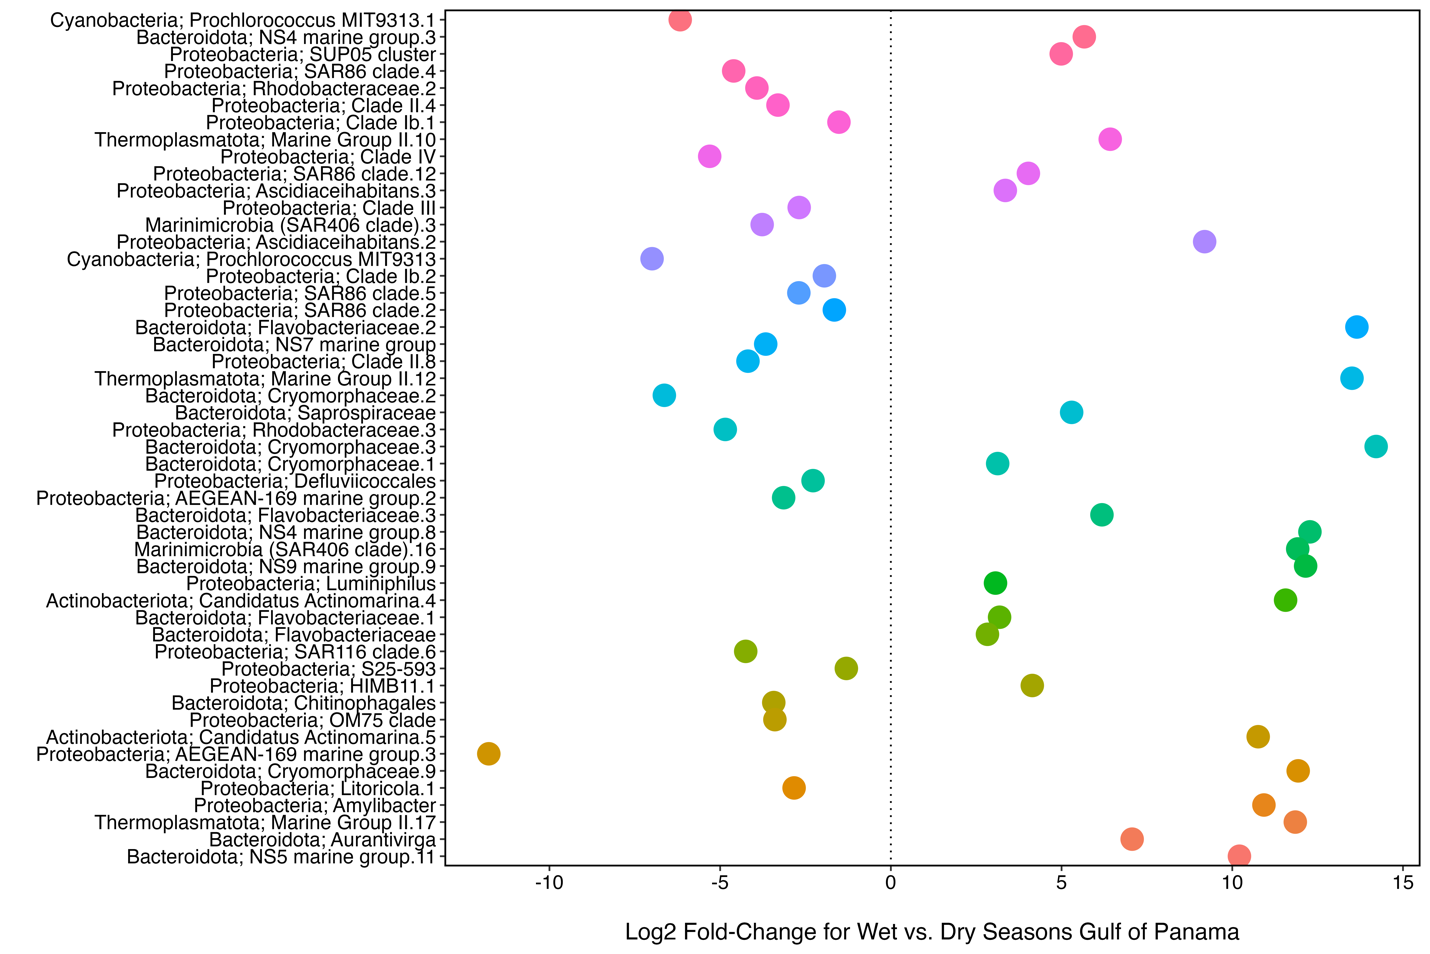 Cyanobacteria; Prochlorococcus MIT9313.1
Bacteroidota; NS4 marine group.3
Proteobacteria; SUP05 cluster
Proteobacteria; SAR86 clade.4
Proteobacteria; Rhodobacteraceae.2
Proteobacteria; Clade II.4
Proteobacteria; Clade Ib.1
Thermoplasmatota; Marine Group II.10
Proteobacteria; Clade IV
Proteobacteria; SAR86 clade.12
Proteobacteria; Ascidiaceihabitans.3
Proteobacteria; Clade III
Marinimicrobia (SAR406 clade).3
Proteobacteria; Ascidiaceihabitans.2
Cyanobacteria; Prochlorococcus MIT9313
Proteobacteria; Clade Ib.2
Proteobacteria; SAR86 clade.5
Proteobacteria; SAR86 clade.2
Bacteroidota; Flavobacteriaceae.2
Bacteroidota; NS7 marine group
Proteobacteria; Clade II.8
Thermoplasmatota; Marine Group II.12
Bacteroidota; Cryomorphaceae.2
Bacteroidota; Saprospiraceae
Proteobacteria; Rhodobacteraceae.3
Bacteroidota; Cryomorphaceae.3
Bacteroidota; Cryomorphaceae.1
Proteobacteria; Defluviicoccales
Proteobacteria; AEGEAN-169 marine group.2
Bacteroidota; Flavobacteriaceae.3
Bacteroidota; NS4 marine group.8
Marinimicrobia (SAR406 clade).16
Bacteroidota; NS9 marine group.9
Proteobacteria; Luminiphilus
Actinobacteriota; Candidatus Actinomarina.4
Bacteroidota; Flavobacteriaceae.1
Bacteroidota; Flavobacteriaceae
Proteobacteria; SAR116 clade.6
Proteobacteria; S25-593
Proteobacteria; HIMB11.1
Bacteroidota; Chitinophagales
Proteobacteria; OM75 clade
Actinobacteriota; Candidatus Actinomarina.5
Proteobacteria; AEGEAN-169 marine group.3
Bacteroidota; Cryomorphaceae.9
Proteobacteria; Litoricola.1
Proteobacteria; Amylibacter
Thermoplasmatota; Marine Group II.17
Bacteroidota; Aurantivirga
Bacteroidota; NS5 marine group.11
-10 -5 0 5 10 15
Log2 Fold-Change for Wet vs. Dry Seasons Gulf of Panama